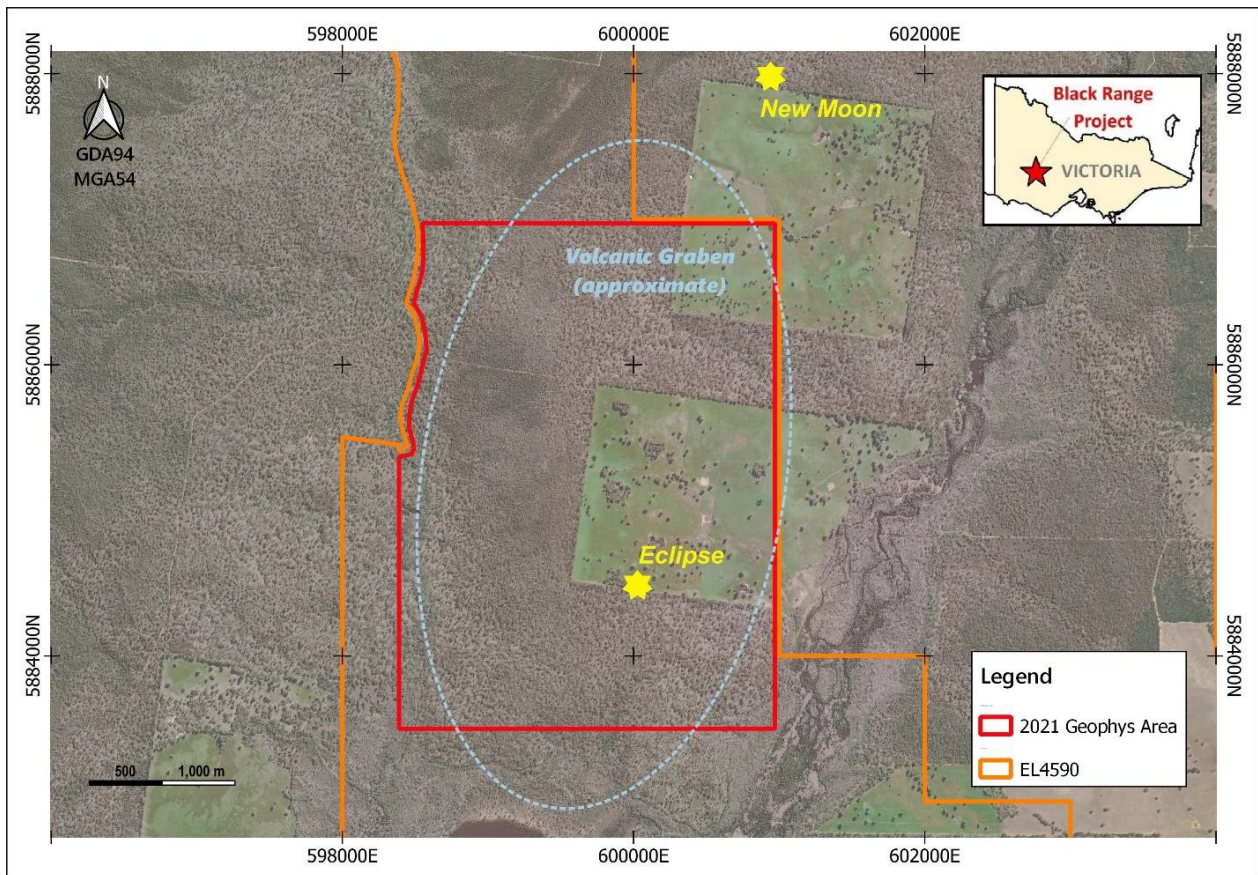 598000E 600000E 602000E
5888000N
5888000N
N
GDA94
MGA54
New Moon
Black Range
Project
VICTORIA
Volcanic Graben
(approximate)
5886000N
5886000N
Eclipse
5884000N
5884000N
Legend
2021 Geophys Area
EL4590
500 1,000 m
598000E 600000E 602000E